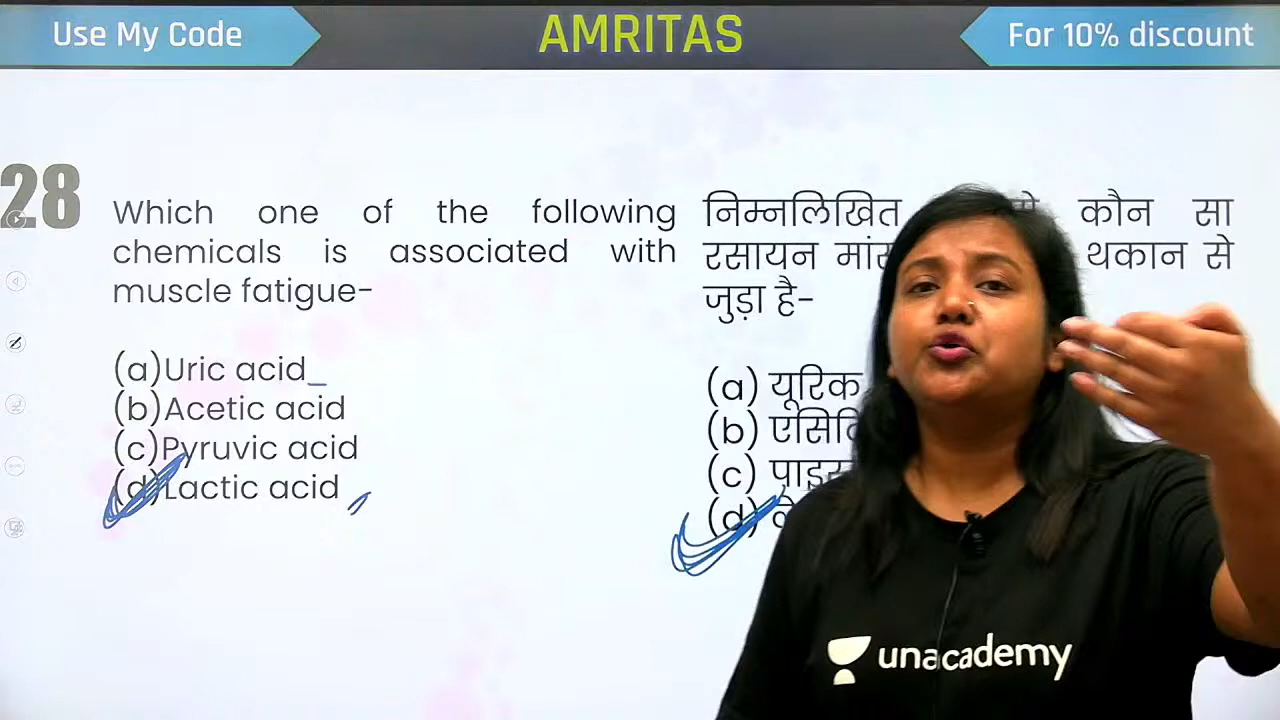 Use My Code
AMRITAS
For 10% discount
28
Which one of the following
chemicals is associated with
muscle fatigue-
(a)Uric acid
(b)Acetic acid
(c)Pyruvic acid
(d)Lactic acid
निम्नलिखित कौन सा
रसायन थकान से
जुड़ा है-
(a) यूरिक
(b)
(c)
(d)
unacademy